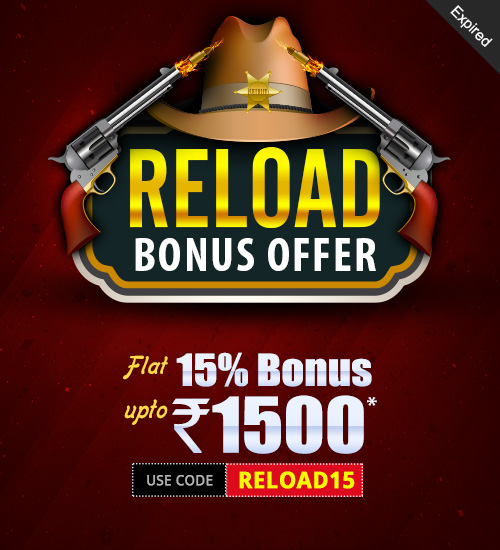 Expired
RELOAD
BONUS OFFER
Flat 15% Bonus
upto ₹1500*
USE CODE RELOAD15